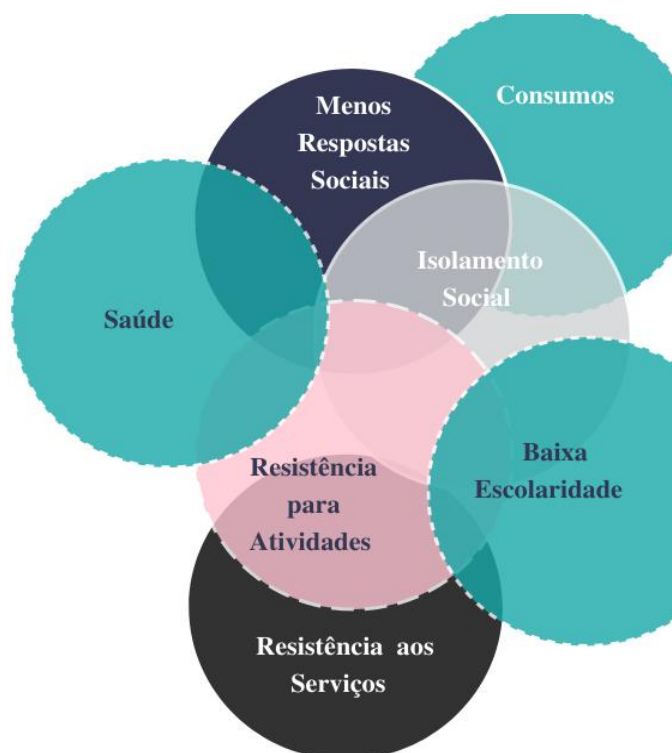 Consumos
Menos
Respostas
Sociais
Isolamento
Social
Saúde
Baixa
Escolaridade
Resistência
para
Atividades
Resistência aos
Serviços